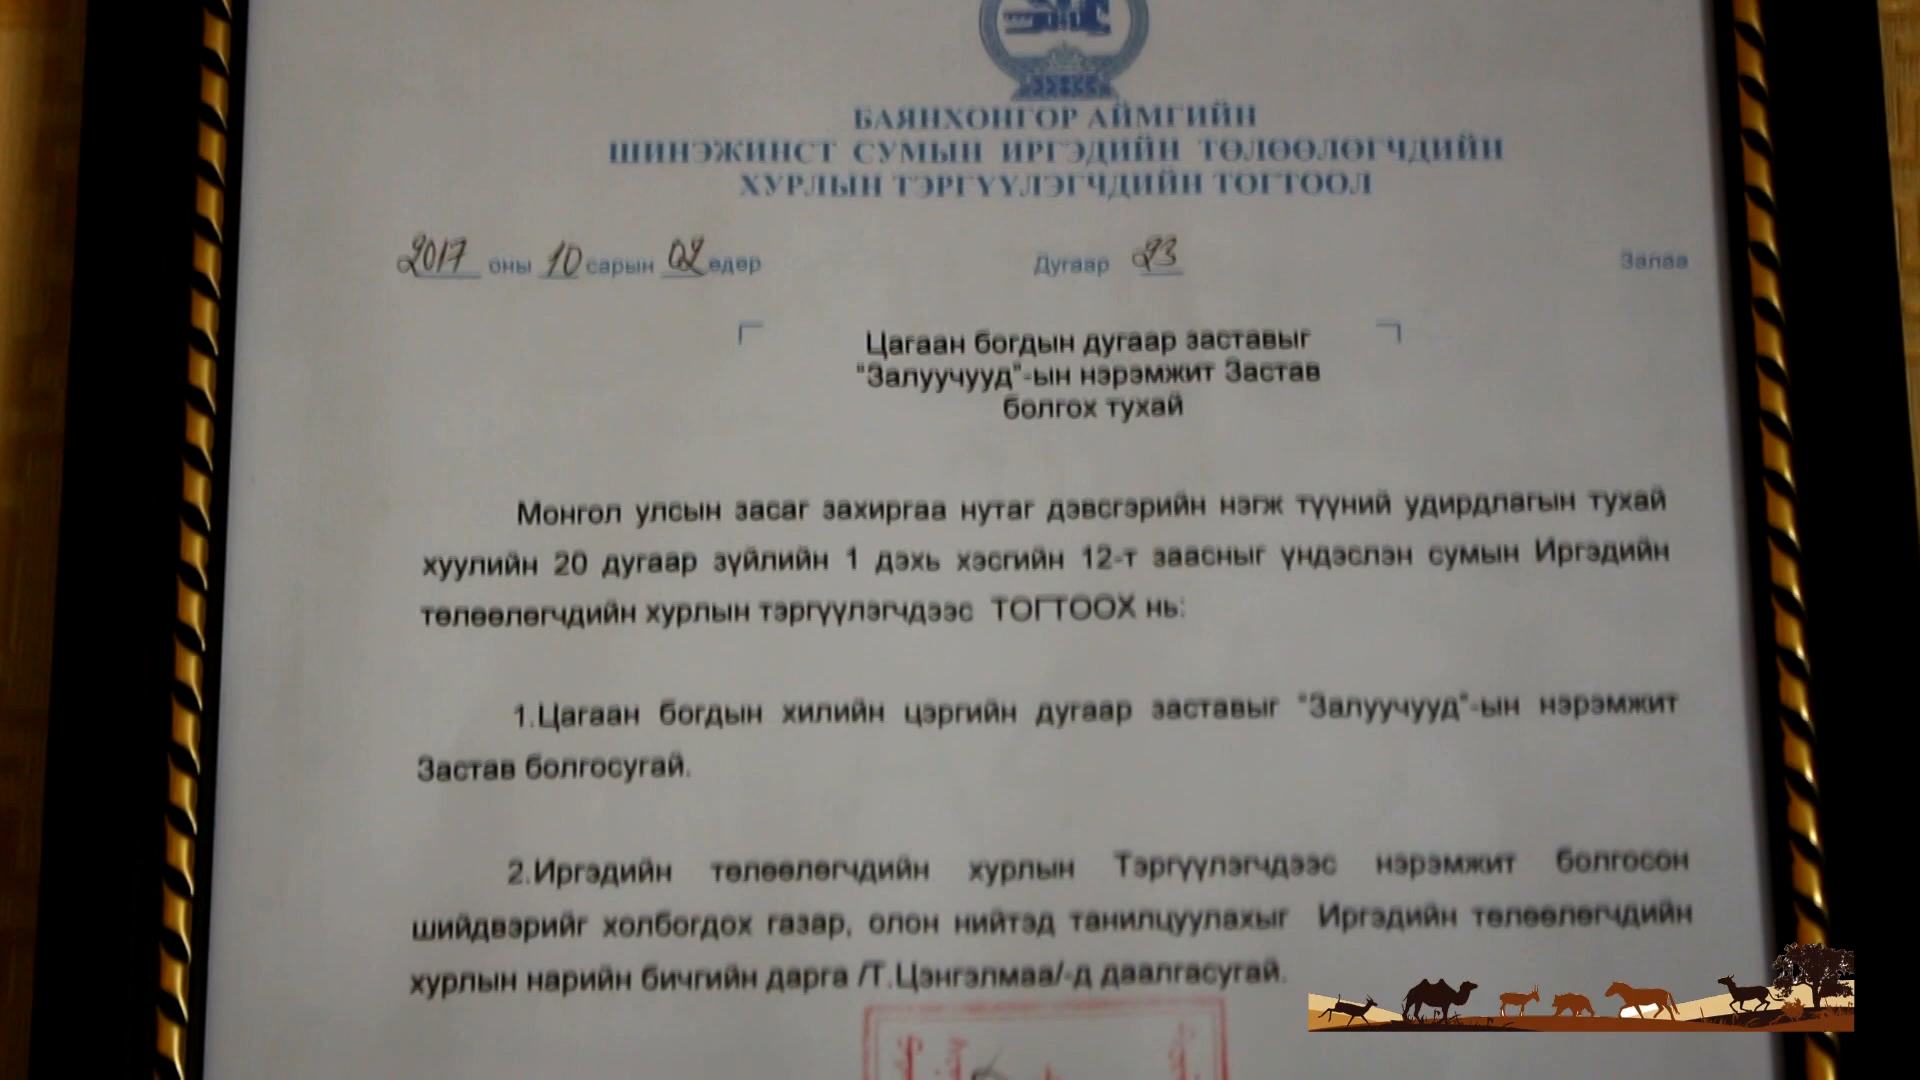 БАЯНХОНГОР АЙМГИЙН
ШИНЭЖИНСТ СУМЫН ИРГЭДИЙН ТӨЛӨӨЛӨГЧДИЙН
ХУРЛЫН ТЭРГҮҮЛЭГЧДИЙН ТОГТООЛ
2017 оны 10 сарын 02 өдөр Дугаар 23 Залаа
Цагаан богдын дугаар заставыг
"Залуучууд"-ын нэрэмжит Застав
болгох тухай
Монгол улсын засаг захиргаа нутаг дэвсгэрийн нэгж түүний удирдлагын тухай
хуулийн 20 дугаар зүйлийн 1 дэхь хэсгийн 12-т заасныг үндэслэн сумын Иргэдийн
төлөөлөгчдийн хурлын тэргүүлэгчдээс ТОГТООХ нь:
1.Цагаан богдын хилийн цэргийн дугаар заставыг "Залуучууд"-ын нэрэмжит
Застав болгосугай.
2.Иргэдийн төлөөлөгчдийн хурлын Тэргүүлэгчдээс нэрэмжит болгосон
шийдвэрийг холбогдох газар, олон нийтэд танилцуулахыг Иргэдийн төлөөлөгчдийн
хурлын нарийн бичгийн дарга /Т.Цэнгэлмаа/-д даалгасугай.